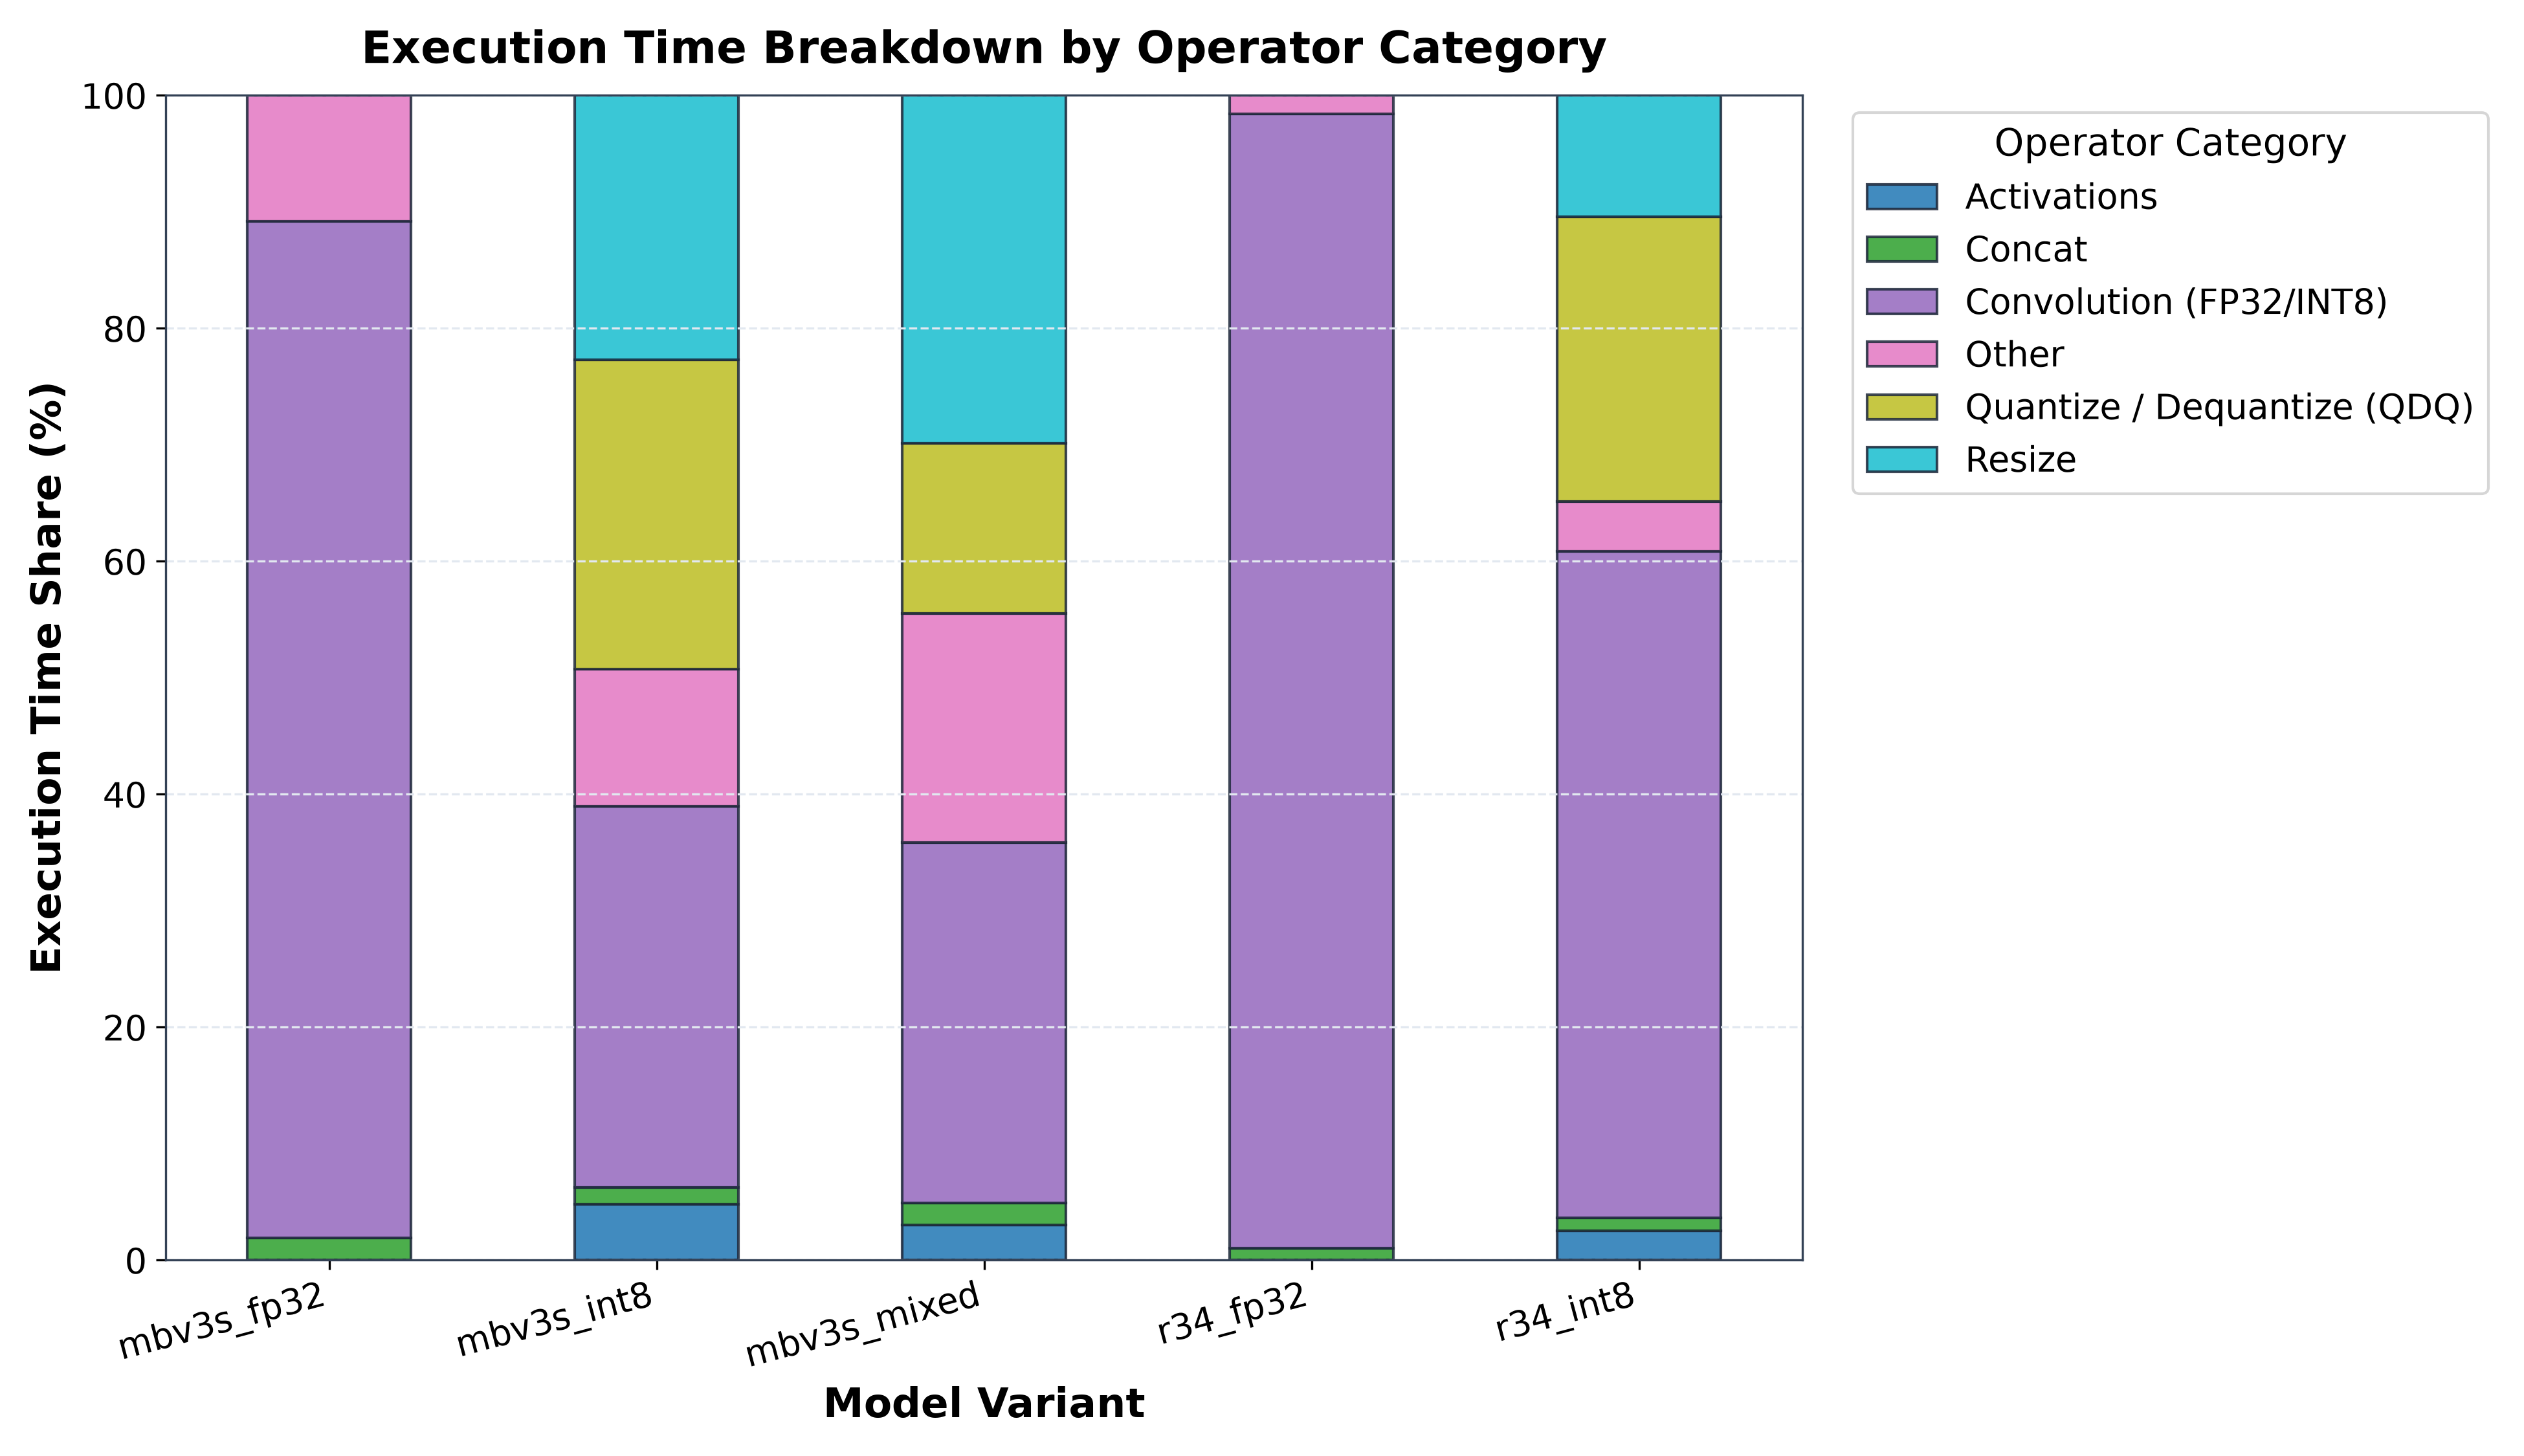 Execution Time Breakdown by Operator Category
Execution Time Share (%)
100
80
60
40
20
0
mbv3s_fp32
mbv3s_int8
mbv3s_mixed
r34_fp32
r34_int8
Model Variant
Operator Category
Activations
Concat
Convolution (FP32/INT8)
Other
Quantize / Dequantize (QDQ)
Resize